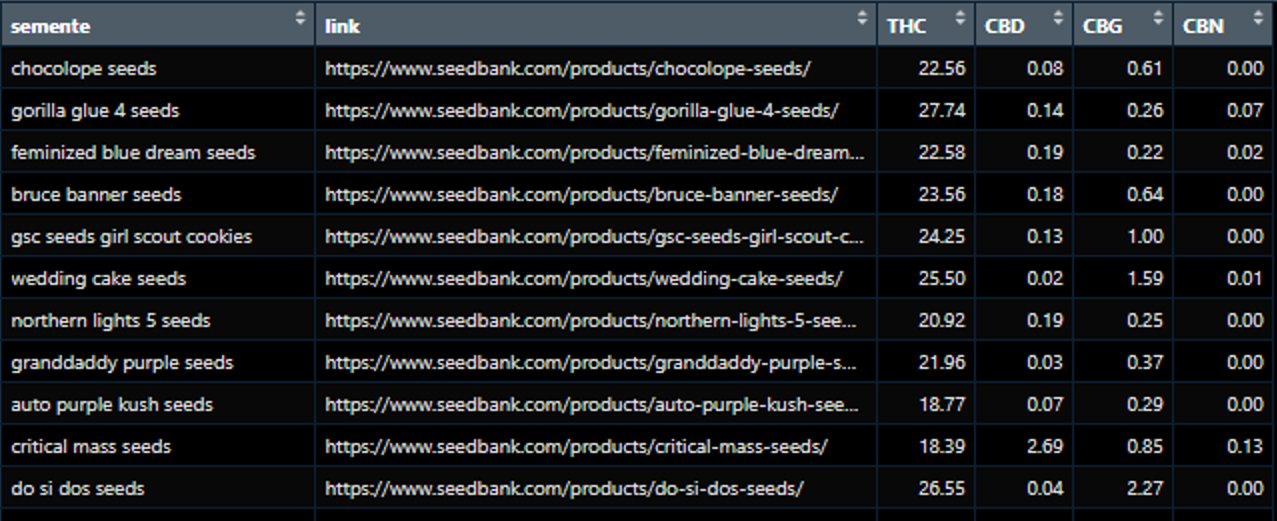 semente link THC CBD CBG CBN
chocolope seeds https://www.seedbank.com/products/chocolope-seeds/ 22.56 0.08 0.61 0.00
gorilla glue 4 seeds https://www.seedbank.com/products/gorilla-glue-4-seeds/ 27.74 0.14 0.26 0.07
feminized blue dream seeds https://www.seedbank.com/products/feminized-blue-dream... 22.58 0.19 0.22 0.02
bruce banner seeds https://www.seedbank.com/products/bruce-banner-seeds/ 23.56 0.18 0.64 0.00
gsc seeds girl scout cookies https://www.seedbank.com/products/gsc-seeds-girl-scout-c... 24.25 0.13 1.00 0.00
wedding cake seeds https://www.seedbank.com/products/wedding-cake-seeds/ 25.50 0.02 1.59 0.01
northern lights 5 seeds https://www.seedbank.com/products/northern-lights-5-see... 20.92 0.19 0.25 0.00
granddaddy purple seeds https://www.seedbank.com/products/granddaddy-purple-s... 21.96 0.03 0.37 0.00
auto purple kush seeds https://www.seedbank.com/products/auto-purple-kush-see... 18.77 0.07 0.29 0.00
critical mass seeds https://www.seedbank.com/products/critical-mass-seeds/ 18.39 2.69 0.85 0.13
do si dos seeds https://www.seedbank.com/products/do-si-dos-seeds/ 26.55 0.04 2.27 0.00